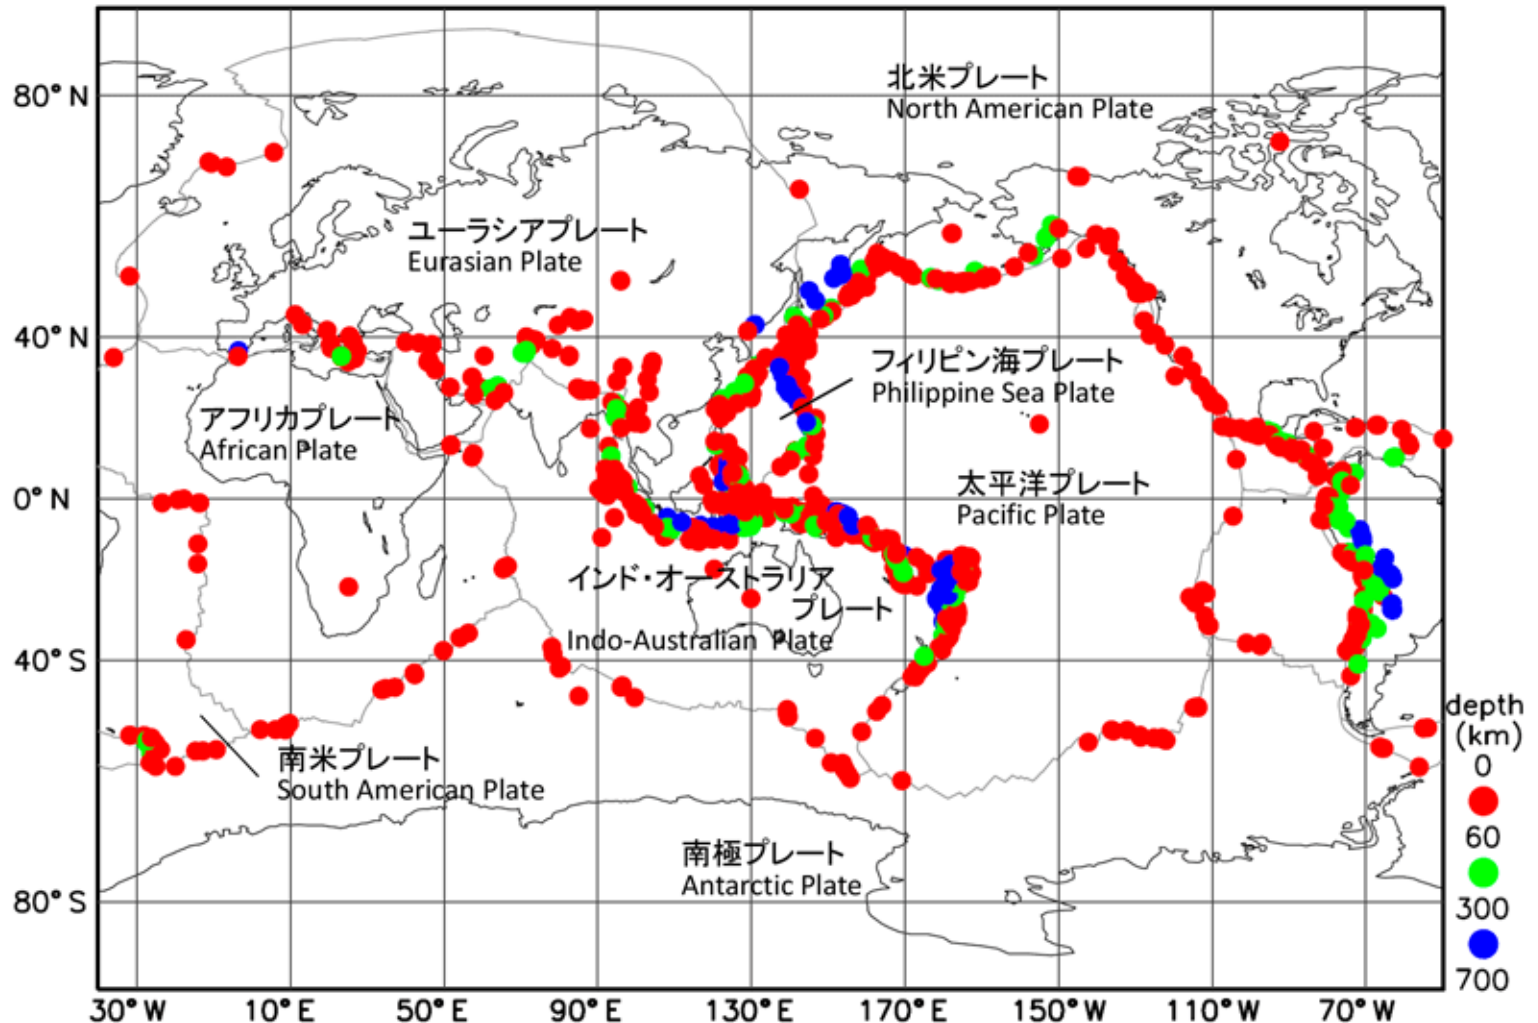 北米プレート
North American Plate
80°N
ユーラシアプレート
Eurasian Plate
40°N
フィリピン海プレート
Philippine Sea Plate
アフリカプレート
African Plate
太平洋プレート
Pacific Plate
0°N
インド・オーストラリア
プレート
Indo-Australian Plate
40°S
南米プレート
South American Plate
南極プレート
Antarctic Plate
80°S
depth
(km)
0
60
300
700
30°W 10°E 50°E 90°E 130°E 170°E 150°W 110°W 70°W